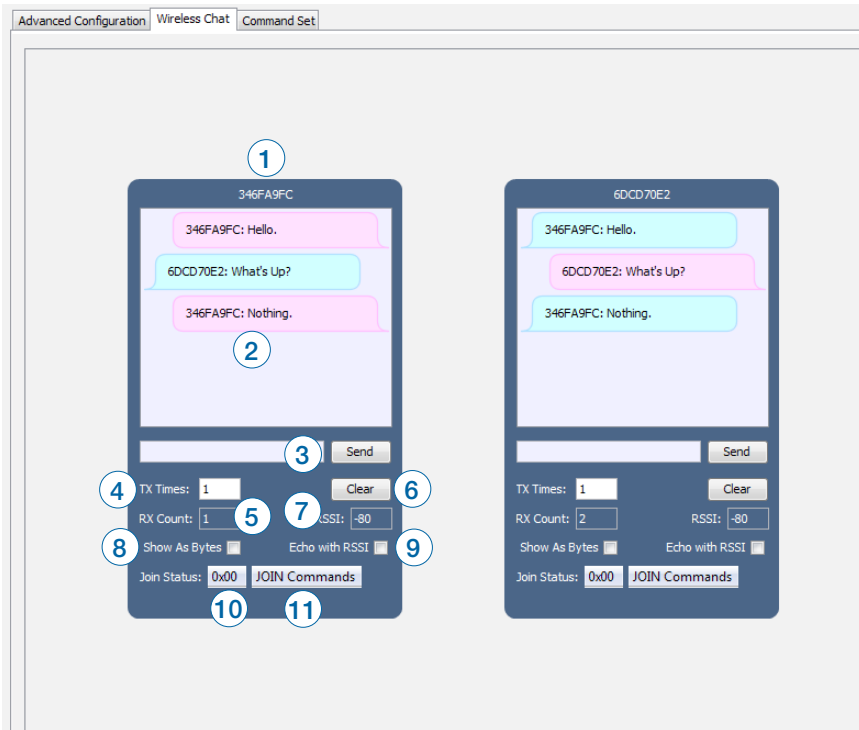 Advanced Configuration Wireless Chat Command Set
1
346FA9FC
346FA9FC: Hello.
6DCD70E2: What's Up?
346FA9FC: Nothing.
2
3 Send
4 TX Times: 1 Clear 6
RX Count: 1 5 7 RSSI: -80
8 Show As Bytes Echo with RSSI 9
Join Status: 0x00 JOIN Commands
10 11
6DCD70E2
346FA9FC: Hello.
6DCD70E2: What's Up?
346FA9FC: Nothing.
Send
TX Times: 1 Clear
RX Count: 2 RSSI: -80
Show As Bytes Echo with RSSI
Join Status: 0x00 JOIN Commands